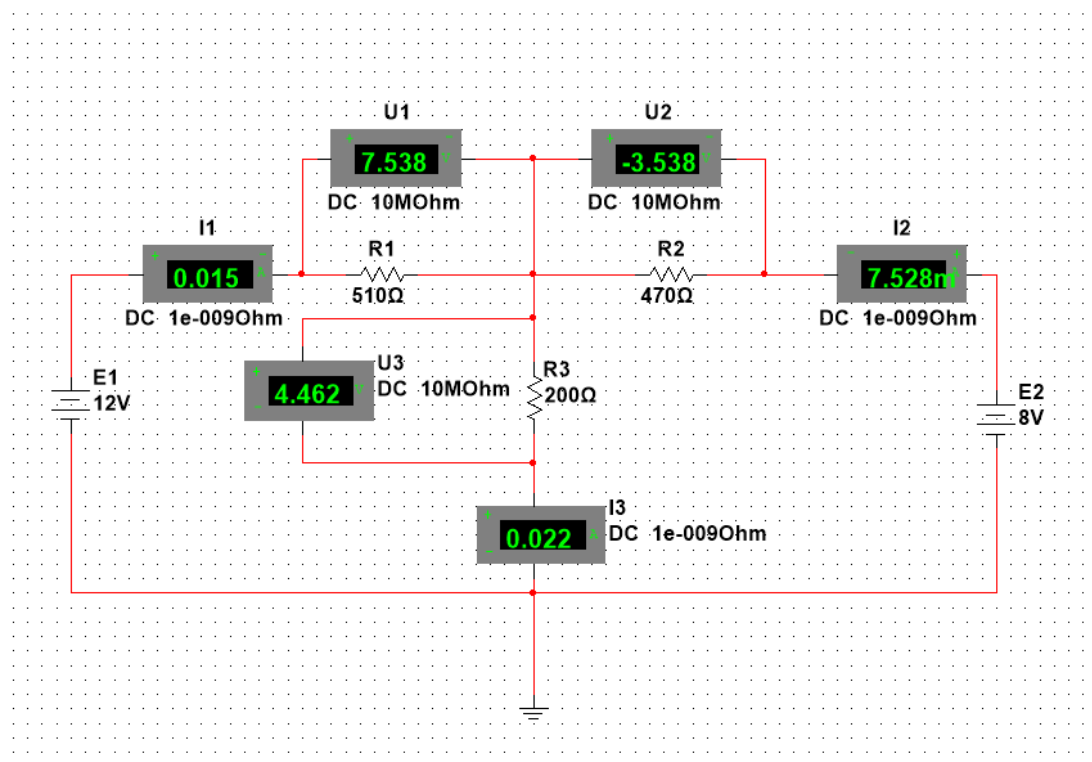 U1
U2
7.538 V
-3.538 V
DC 10MOhm
DC 10MOhm
I1
R1
R2
I2
0.015 A
7.528m A
510Ω
470Ω
DC 1e-009Ohm
DC 1e-009Ohm
U3
R3
4.462 V
DC 10MOhm
200Ω
E1
12V
E2
8V
I3
0.022 A
DC 1e-009Ohm